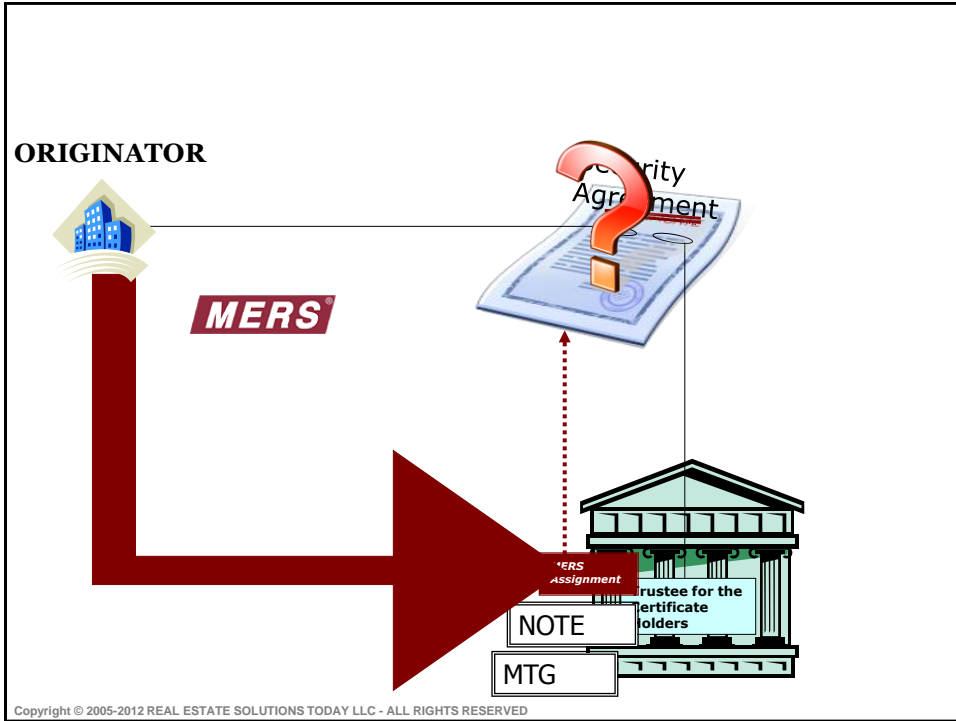 ORIGINATOR
Agreement
MERS®
Assignment
Trustee for the
Certificate
Holders
NOTE
MTG
Copyright © 2005-2012 REAL ESTATE SOLUTIONS TODAY LLC - ALL RIGHTS RESERVED